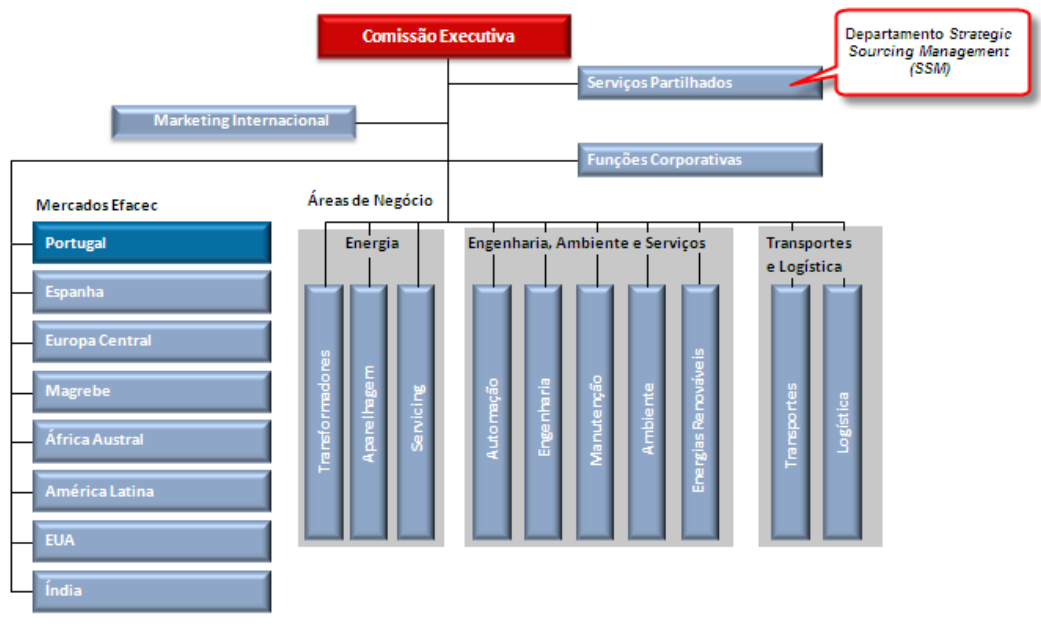 Comissão Executiva
Departamento Strategic
Sourcing Management
(SSM)
Serviços Partilhados
Marketing Internacional
Funções Corporativas
Mercados Efacec
Portugal
Espanha
Europa Central
Magrebe
África Austral
América Latina
EUA
Índia
Áreas de Negócio
Energia
Transformadores
Aparelhagem
Servicing
Engenharia, Ambiente e Serviços
Automação
Engenharia
Manutenção
Ambiente
Energias Renováveis
Transportes
e Logística
Transportes
Logística